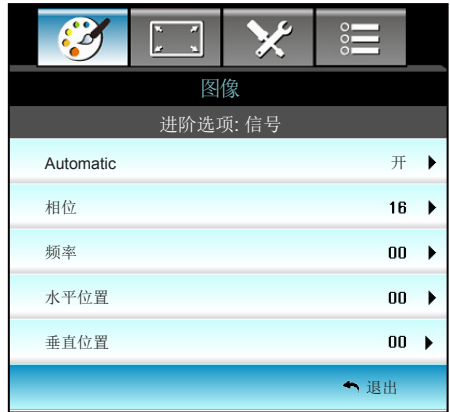 图像
进阶选项: 信号
Automatic 开
相位 16
频率 00
水平位置 00
垂直位置 00
退出